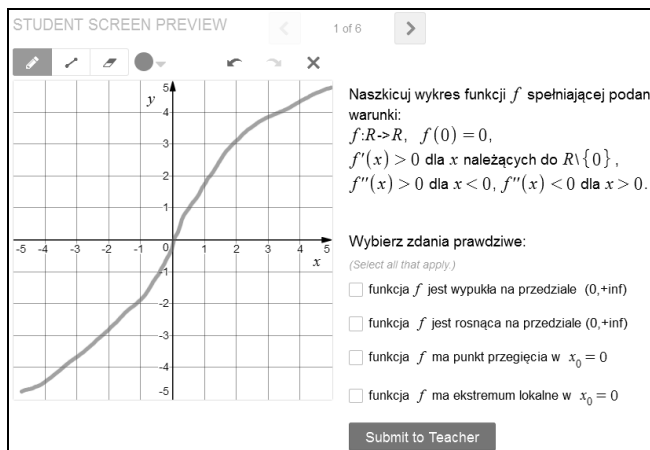 STUDENT SCREEN PREVIEW
1 of 6
Naszkicuj wykres funkcji f spełniającej podan
warunki:
f:R->R, f(0)=0,
f'(x)>0 dla x należących do R\{0},
f''(x)>0 dla x<0, f''(x)<0 dla x>0.
Wybierz zdania prawdziwe:
(Select all that apply.)
funkcja f jest wypukła na przedziale (0,+inf)
funkcja f jest rosnąca na przedziale (0,+inf)
funkcja f ma punkt przegięcia w x₀=0
funkcja f ma ekstremum lokalne w x₀=0
Submit to Teacher
y
5
4
3
2
1
-5 -4 -3 -2 -1 0 1 2 3 4 5
x
-1
-2
-3
-4
-5